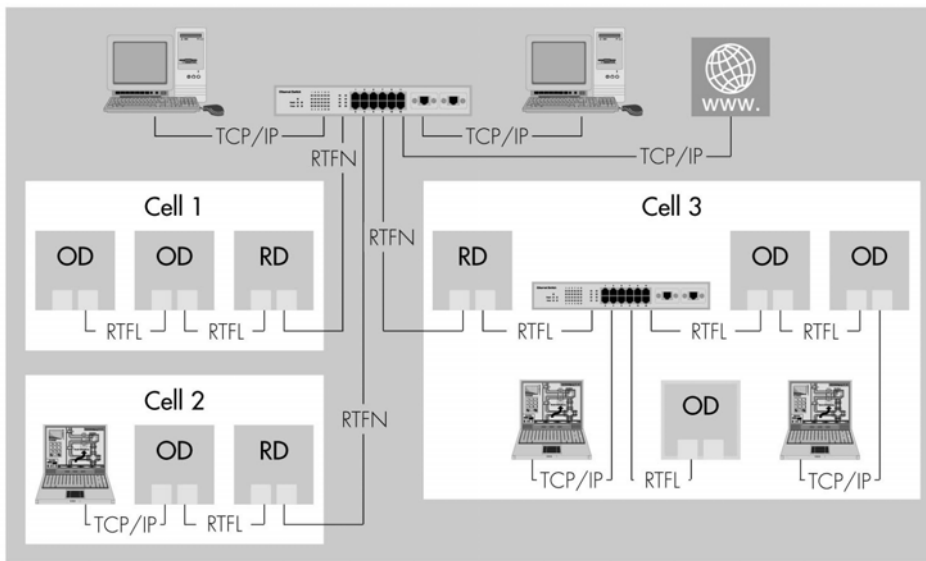 TCP/IP
RTFN
TCP/IP
www.
TCP/IP
Cell 1
OD
OD
RD
RTFL
RTFL
RTFN
Cell 3
RD
OD
OD
RTFL
RTFL
RTFL
OD
TCP/IP
RTFL
TCP/IP
Cell 2
OD
RD
TCP/IP
RTFL
RTFN